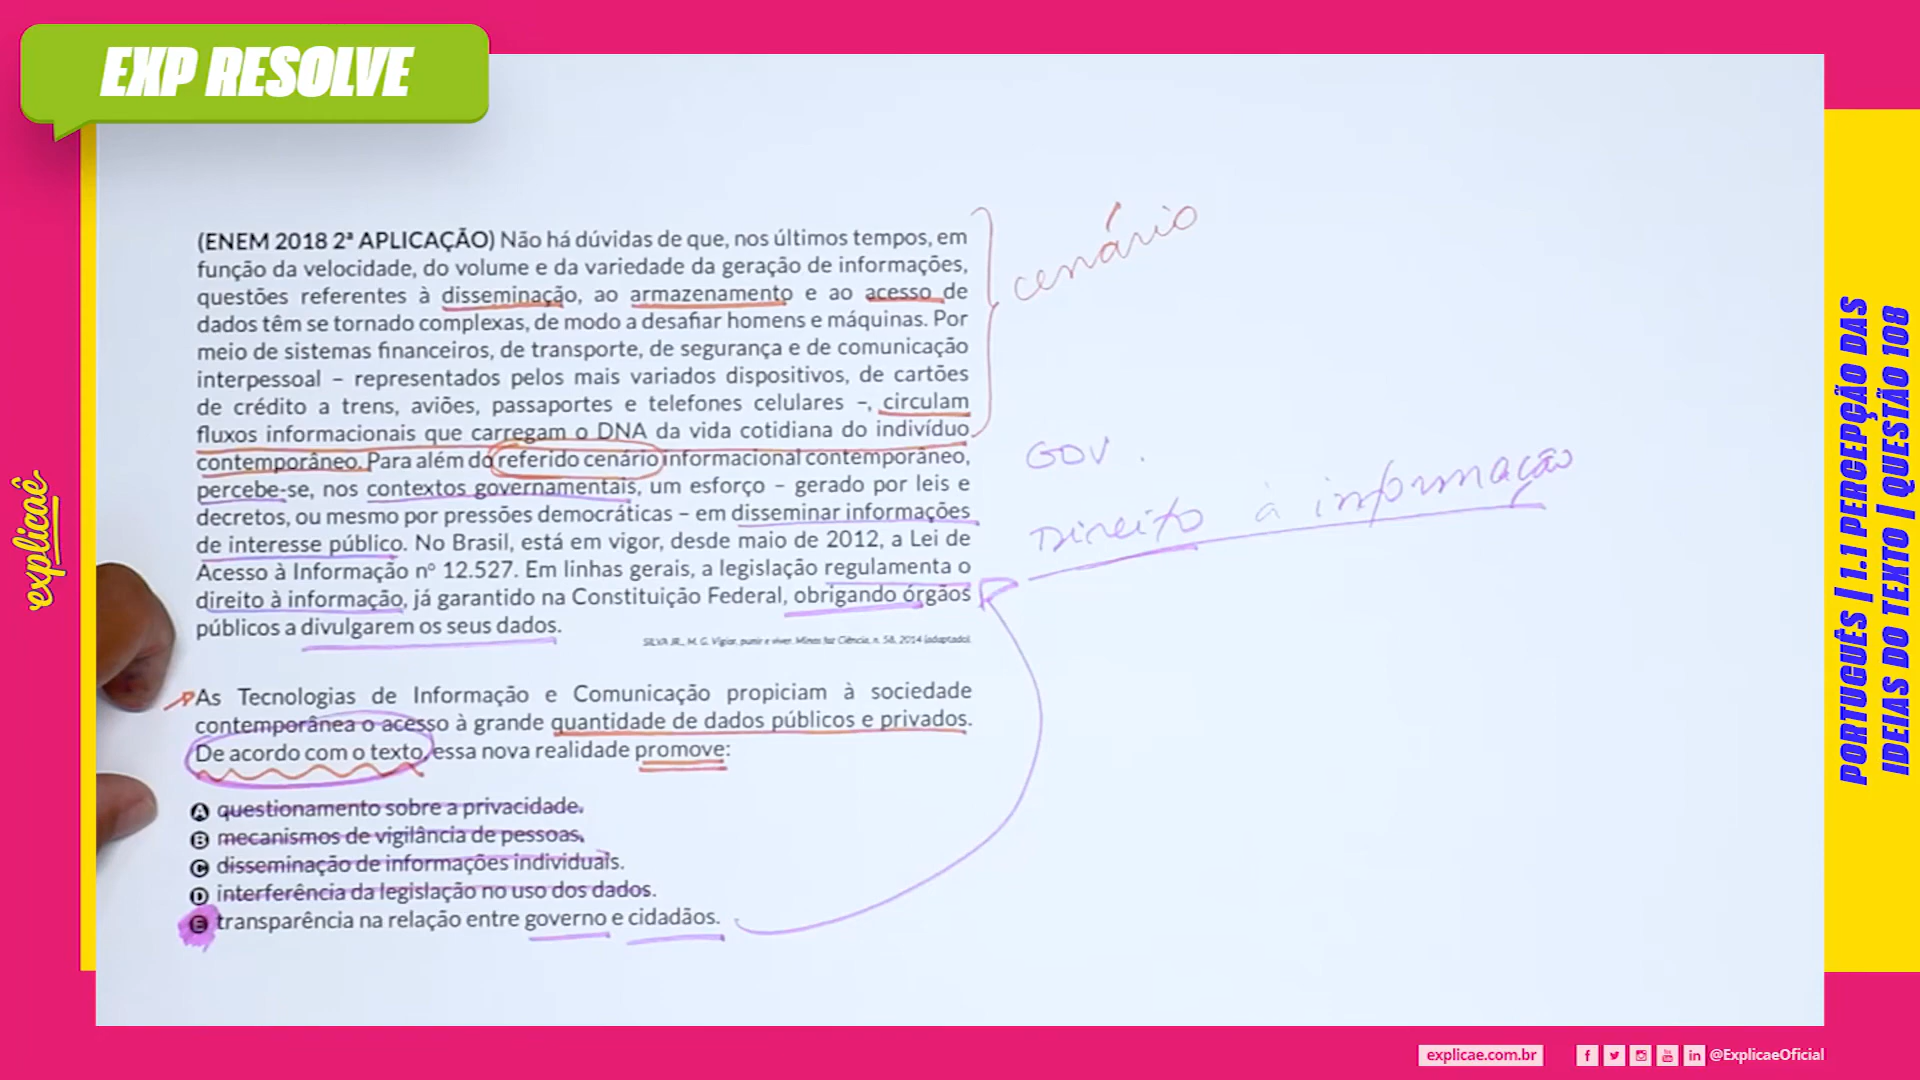 EXP RESOLVE
(ENEM 2018 2ª APLICAÇÃO) Não há dúvidas de que, nos últimos tempos, em
função da velocidade, do volume e da variedade da geração de informações,
questões referentes à disseminação, ao armazenamento e ao acesso de
dados têm se tornado complexas, de modo a desafiar homens e máquinas. Por
meio de sistemas financeiros, de transporte, de segurança e de comunicação
interpessoal – representados pelos mais variados dispositivos, de cartões
de crédito a trens, aviões, passaportes e telefones celulares –, circulam
fluxos informacionais que carregam o DNA da vida cotidiana do indivíduo
contemporâneo. Para além do referido cenário informacional contemporâneo,
percebe-se, nos contextos governamentais, um esforço – gerado por leis e
decretos, ou mesmo por pressões democráticas – em disseminar informações
de interesse público. No Brasil, está em vigor, desde maio de 2012, a Lei de
Acesso à Informação nº 12.527. Em linhas gerais, a legislação regulamenta o
direito à informação, já garantido na Constituição Federal, obrigando órgãos
públicos a divulgarem os seus dados.
SILVA JR., M. G. Vigiar, punir e viver. Minas faz Ciência, n. 58, 2014 (adaptado).
As Tecnologias de Informação e Comunicação propiciam à sociedade
contemporânea o acesso à grande quantidade de dados públicos e privados.
De acordo com o texto, essa nova realidade promove:
A questionamento sobre a privacidade.
B mecanismos de vigilância de pessoas.
C disseminação de informações individuais.
D interferência da legislação no uso dos dados.
E transparência na relação entre governo e cidadãos.
cenário
GOV.
Direito à informação
explicaê
PORTUGUÊS | 1.1 PERCEPÇÃO DAS
IDEIAS DO TEXTO | QUESTÃO 108
explicae.com.br
@ExplicaeOficial